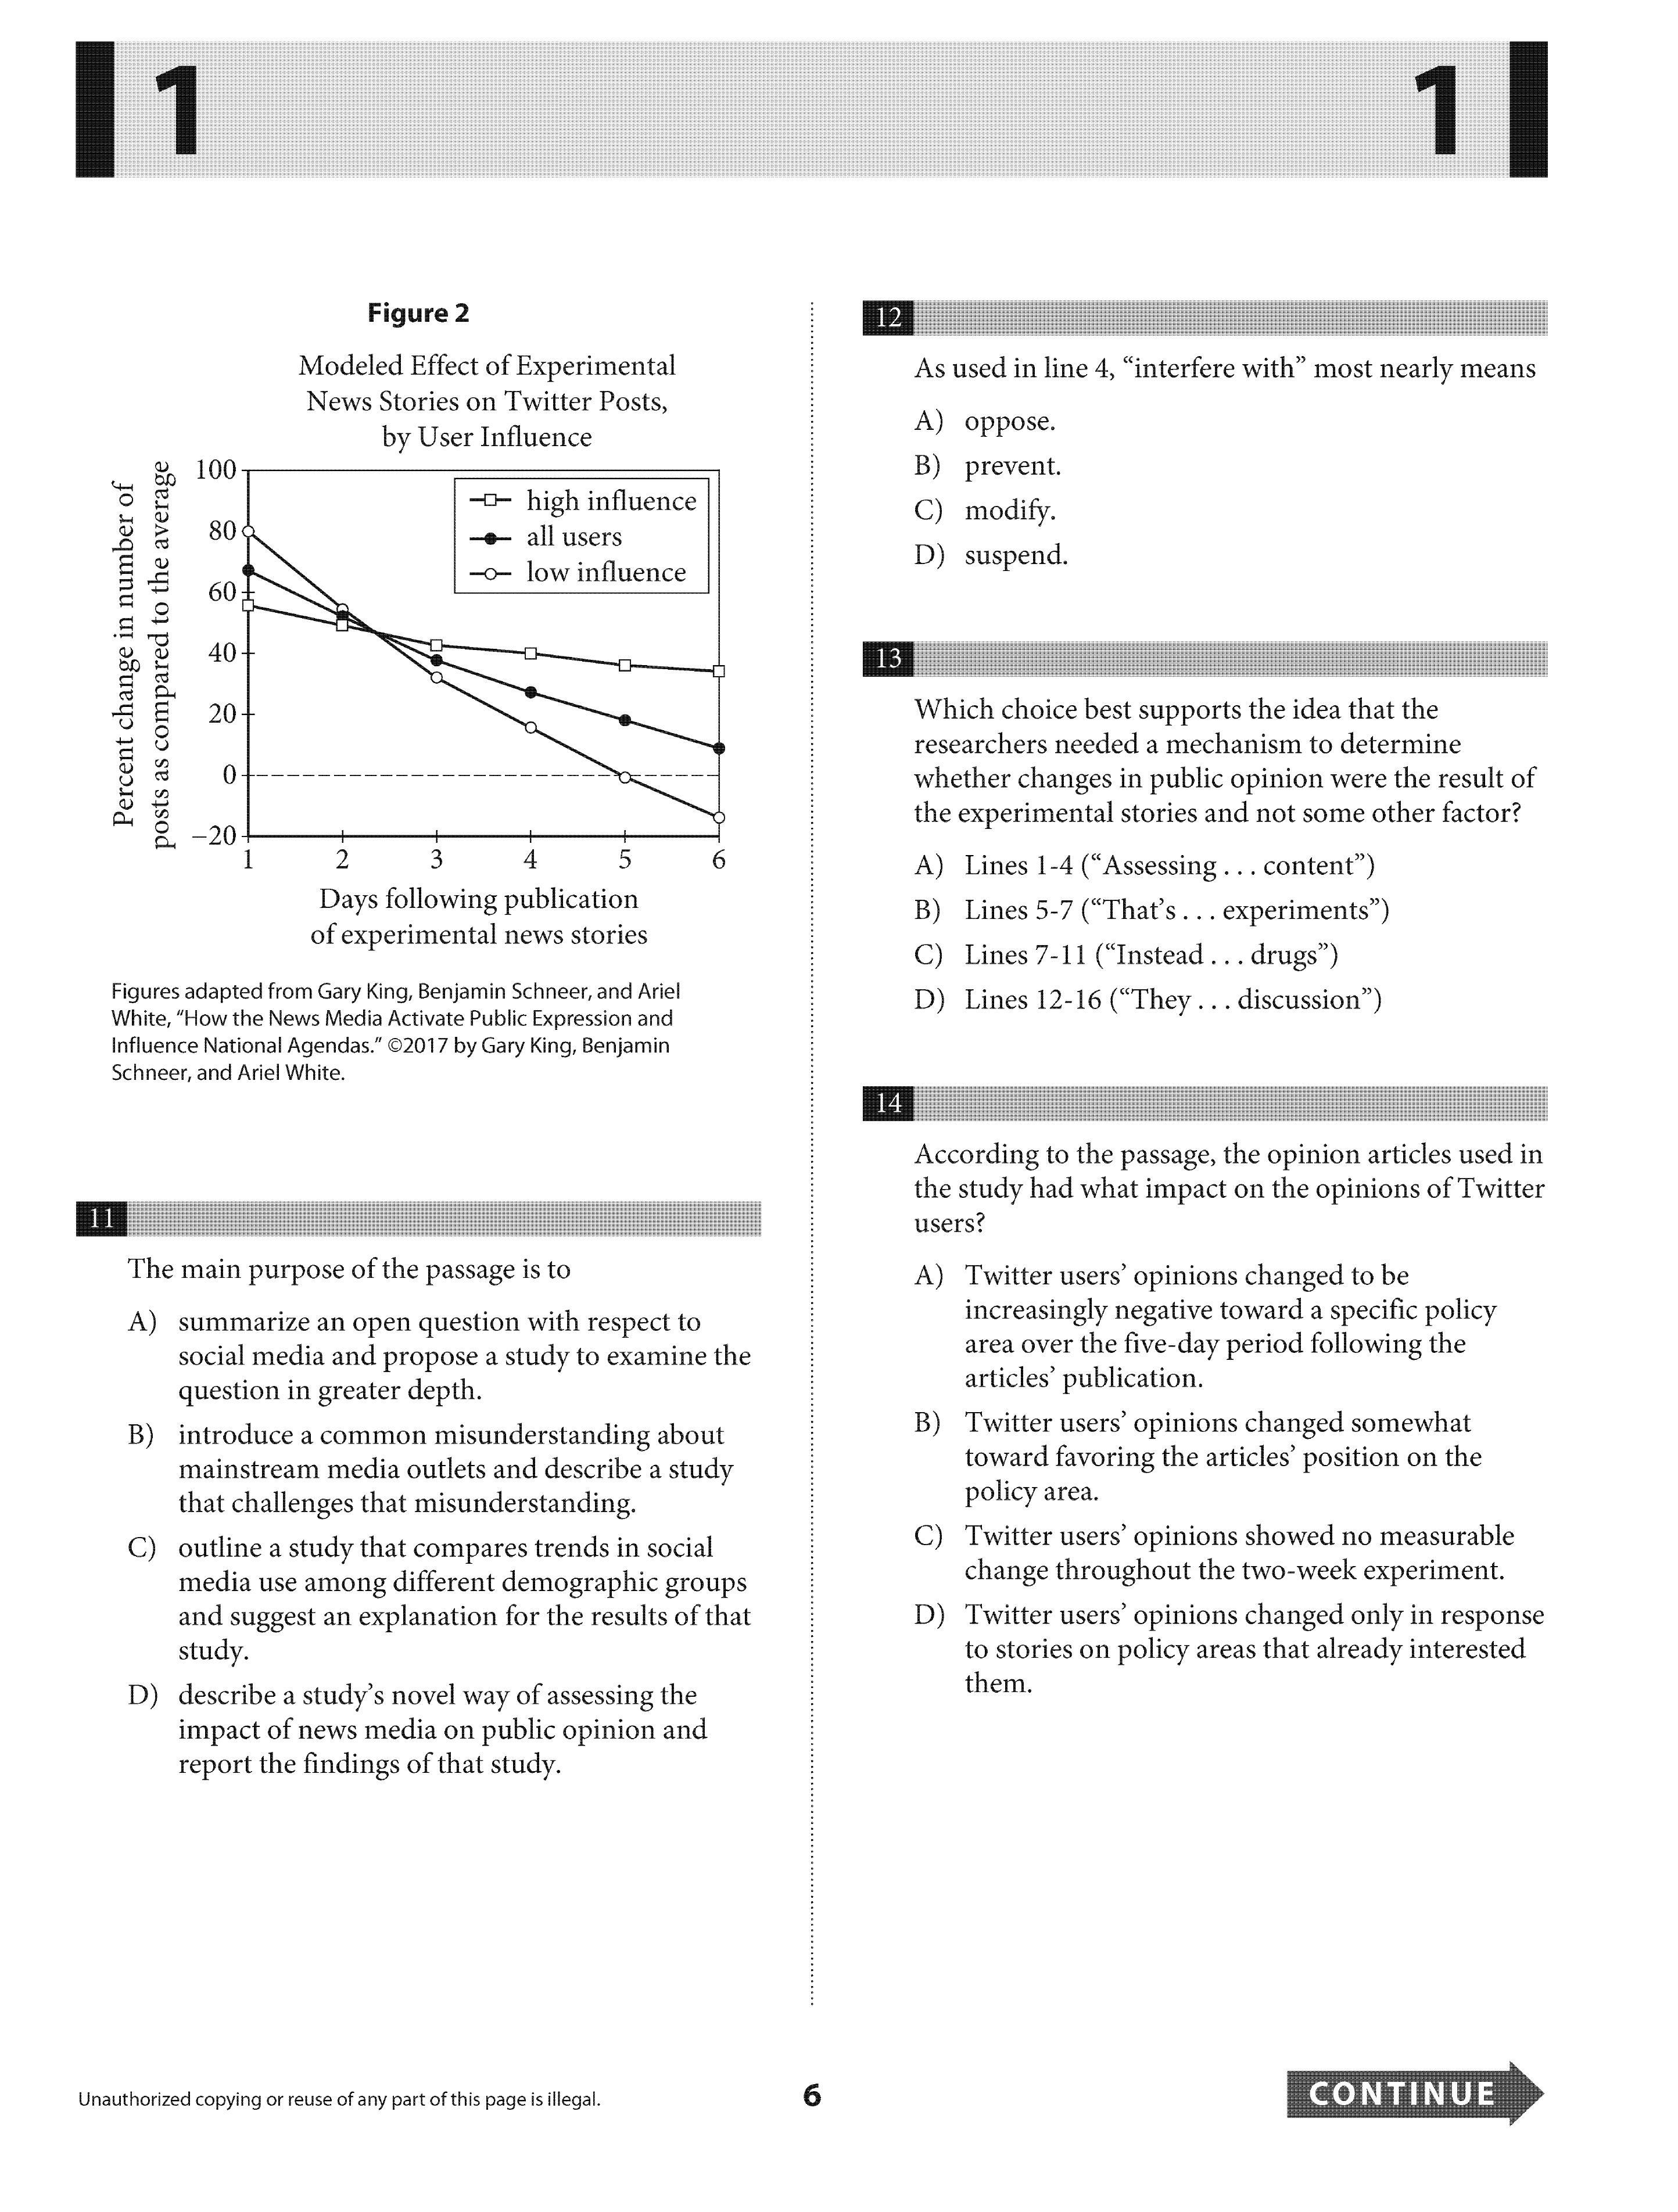 1
1
Figure 2
Modeled Effect of Experimental
News Stories on Twitter Posts,
by User Influence
Percent change in number of
posts as compared to the average
100
80
60
40
20
0
−20
high influence
all users
low influence
1 2 3 4 5 6
Days following publication
of experimental news stories
Figures adapted from Gary King, Benjamin Schneer, and Ariel
White, “How the News Media Activate Public Expression and
Influence National Agendas.” ©2017 by Gary King, Benjamin
Schneer, and Ariel White.
11
The main purpose of the passage is to
A) summarize an open question with respect to
social media and propose a study to examine the
question in greater depth.
B) introduce a common misunderstanding about
mainstream media outlets and describe a study
that challenges that misunderstanding.
C) outline a study that compares trends in social
media use among different demographic groups
and suggest an explanation for the results of that
study.
D) describe a study’s novel way of assessing the
impact of news media on public opinion and
report the findings of that study.
12
As used in line 4, “interfere with” most nearly means
A) oppose.
B) prevent.
C) modify.
D) suspend.
13
Which choice best supports the idea that the
researchers needed a mechanism to determine
whether changes in public opinion were the result of
the experimental stories and not some other factor?
A) Lines 1-4 (“Assessing . . . content”)
B) Lines 5-7 (“That’s . . . experiments”)
C) Lines 7-11 (“Instead . . . drugs”)
D) Lines 12-16 (“They . . . discussion”)
14
According to the passage, the opinion articles used in
the study had what impact on the opinions of Twitter
users?
A) Twitter users’ opinions changed to be
increasingly negative toward a specific policy
area over the five-day period following the
articles’ publication.
B) Twitter users’ opinions changed somewhat
toward favoring the articles’ position on the
policy area.
C) Twitter users’ opinions showed no measurable
change throughout the two-week experiment.
D) Twitter users’ opinions changed only in response
to stories on policy areas that already interested
them.
Unauthorized copying or reuse of any part of this page is illegal.
6
CONTINUE